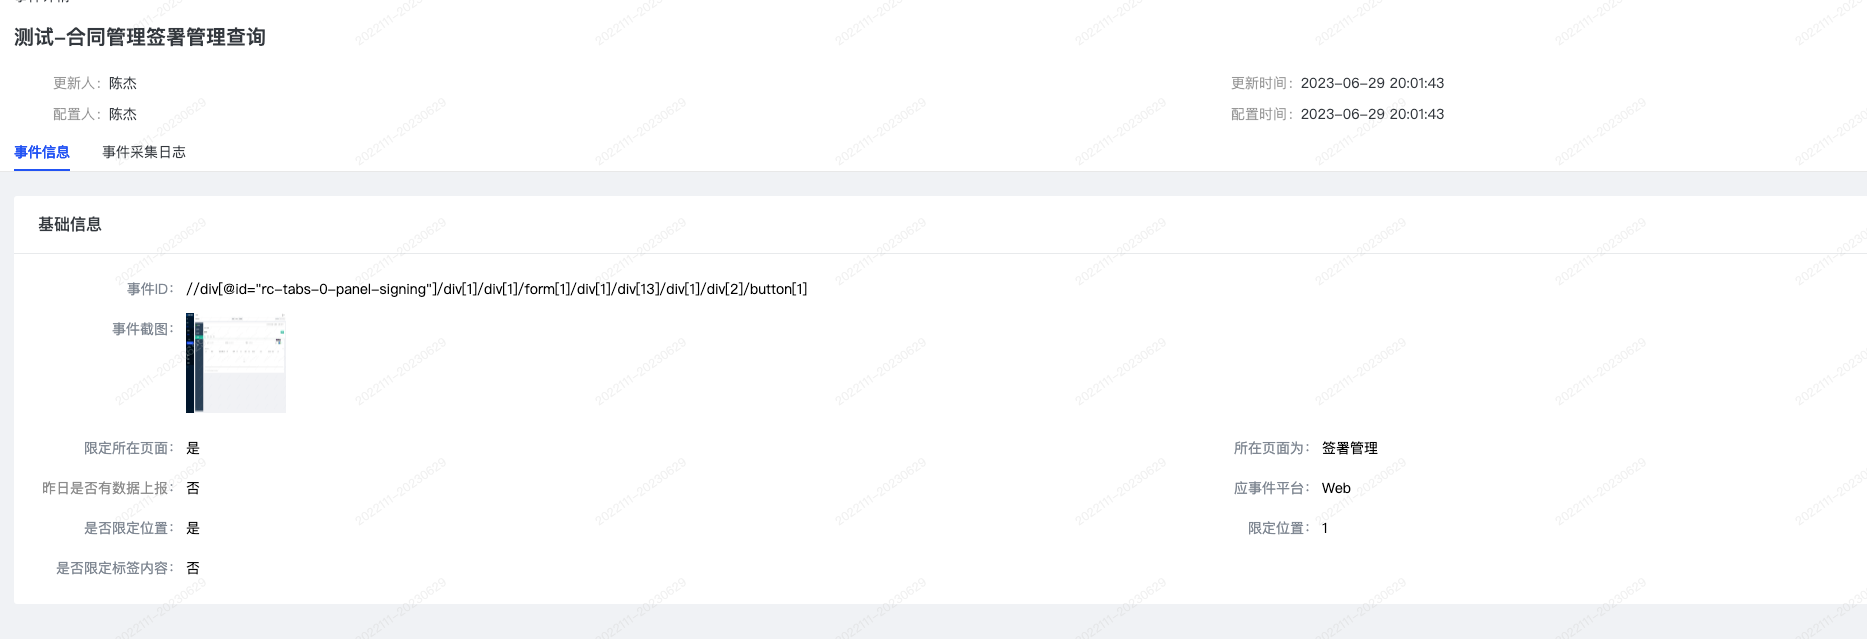 测试-合同管理签署管理查询
更新人： 陈杰
更新时间： 2023-06-29 20:01:43
配置人： 陈杰
配置时间： 2023-06-29 20:01:43
事件信息 事件采集日志
基础信息
事件ID： //div[@id="rc-tabs-0-panel-signing"]/div[1]/div[1]/form[1]/div[1]/div[13]/div[1]/div[2]/button[1]
事件截图：
限定所在页面： 是
所在页面为： 签署管理
昨日是否有数据上报： 否
应事件平台： Web
是否限定位置： 是
限定位置： 1
是否限定标签内容： 否